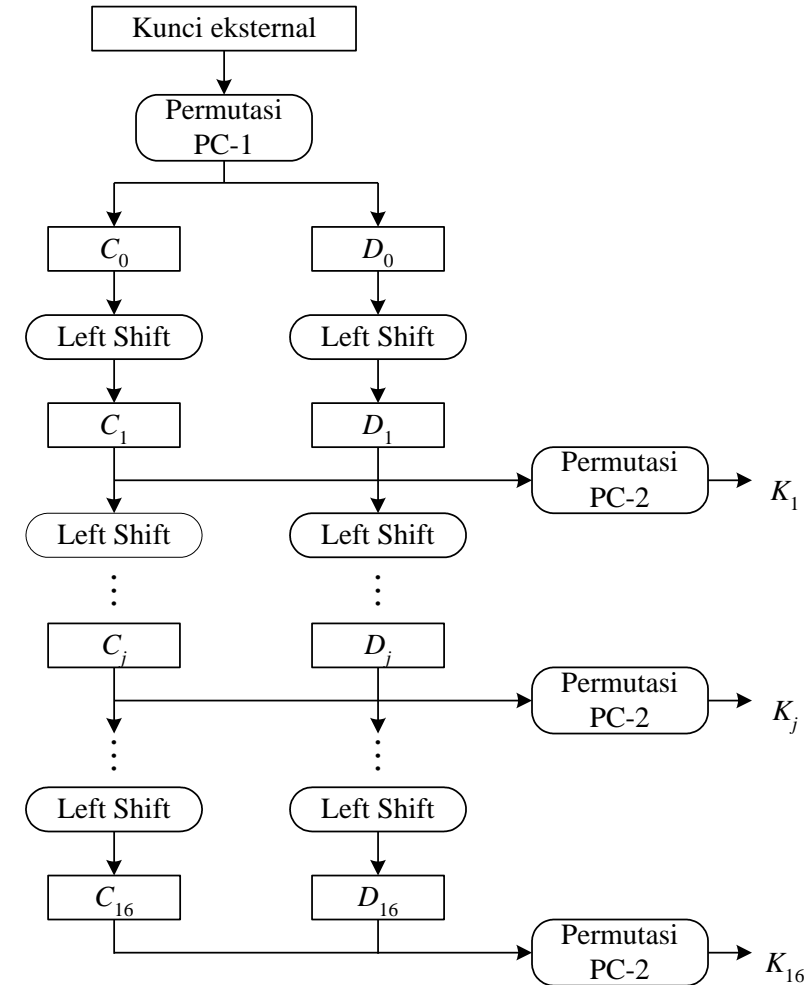 Kunci eksternal
Permutasi
PC-1
C₀ D₀
Left Shift Left Shift
C₁ D₁
Permutasi
PC-2
K₁
Left Shift Left Shift
Cⱼ Dⱼ
Permutasi
PC-2
Kⱼ
Left Shift Left Shift
C₁₆ D₁₆
Permutasi
PC-2
K₁₆